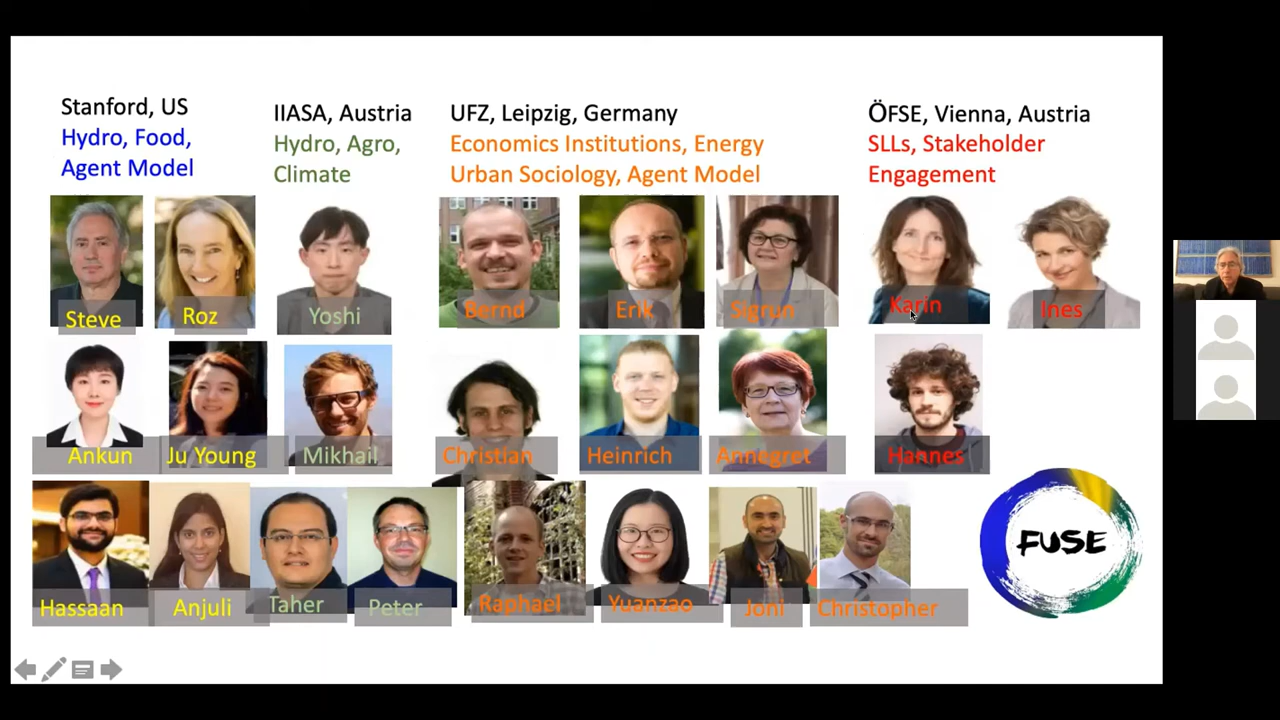 Stanford, US
Hydro, Food,
Agent Model
IIASA, Austria
Hydro, Agro,
Climate
UFZ, Leipzig, Germany
Economics Institutions, Energy
Urban Sociology, Agent Model
ÖFSE, Vienna, Austria
SLLs, Stakeholder
Engagement
Steve
Roz
Yoshi
Bernd
Erik
Sigrun
Karin
Ines
Ankun
Ju Young
Mikhail
Christian
Heinrich
Annegret
Hannes
Hassaan
Anjuli
Taher
Peter
Raphael
Yuanzao
Joni
Christopher
FUSE